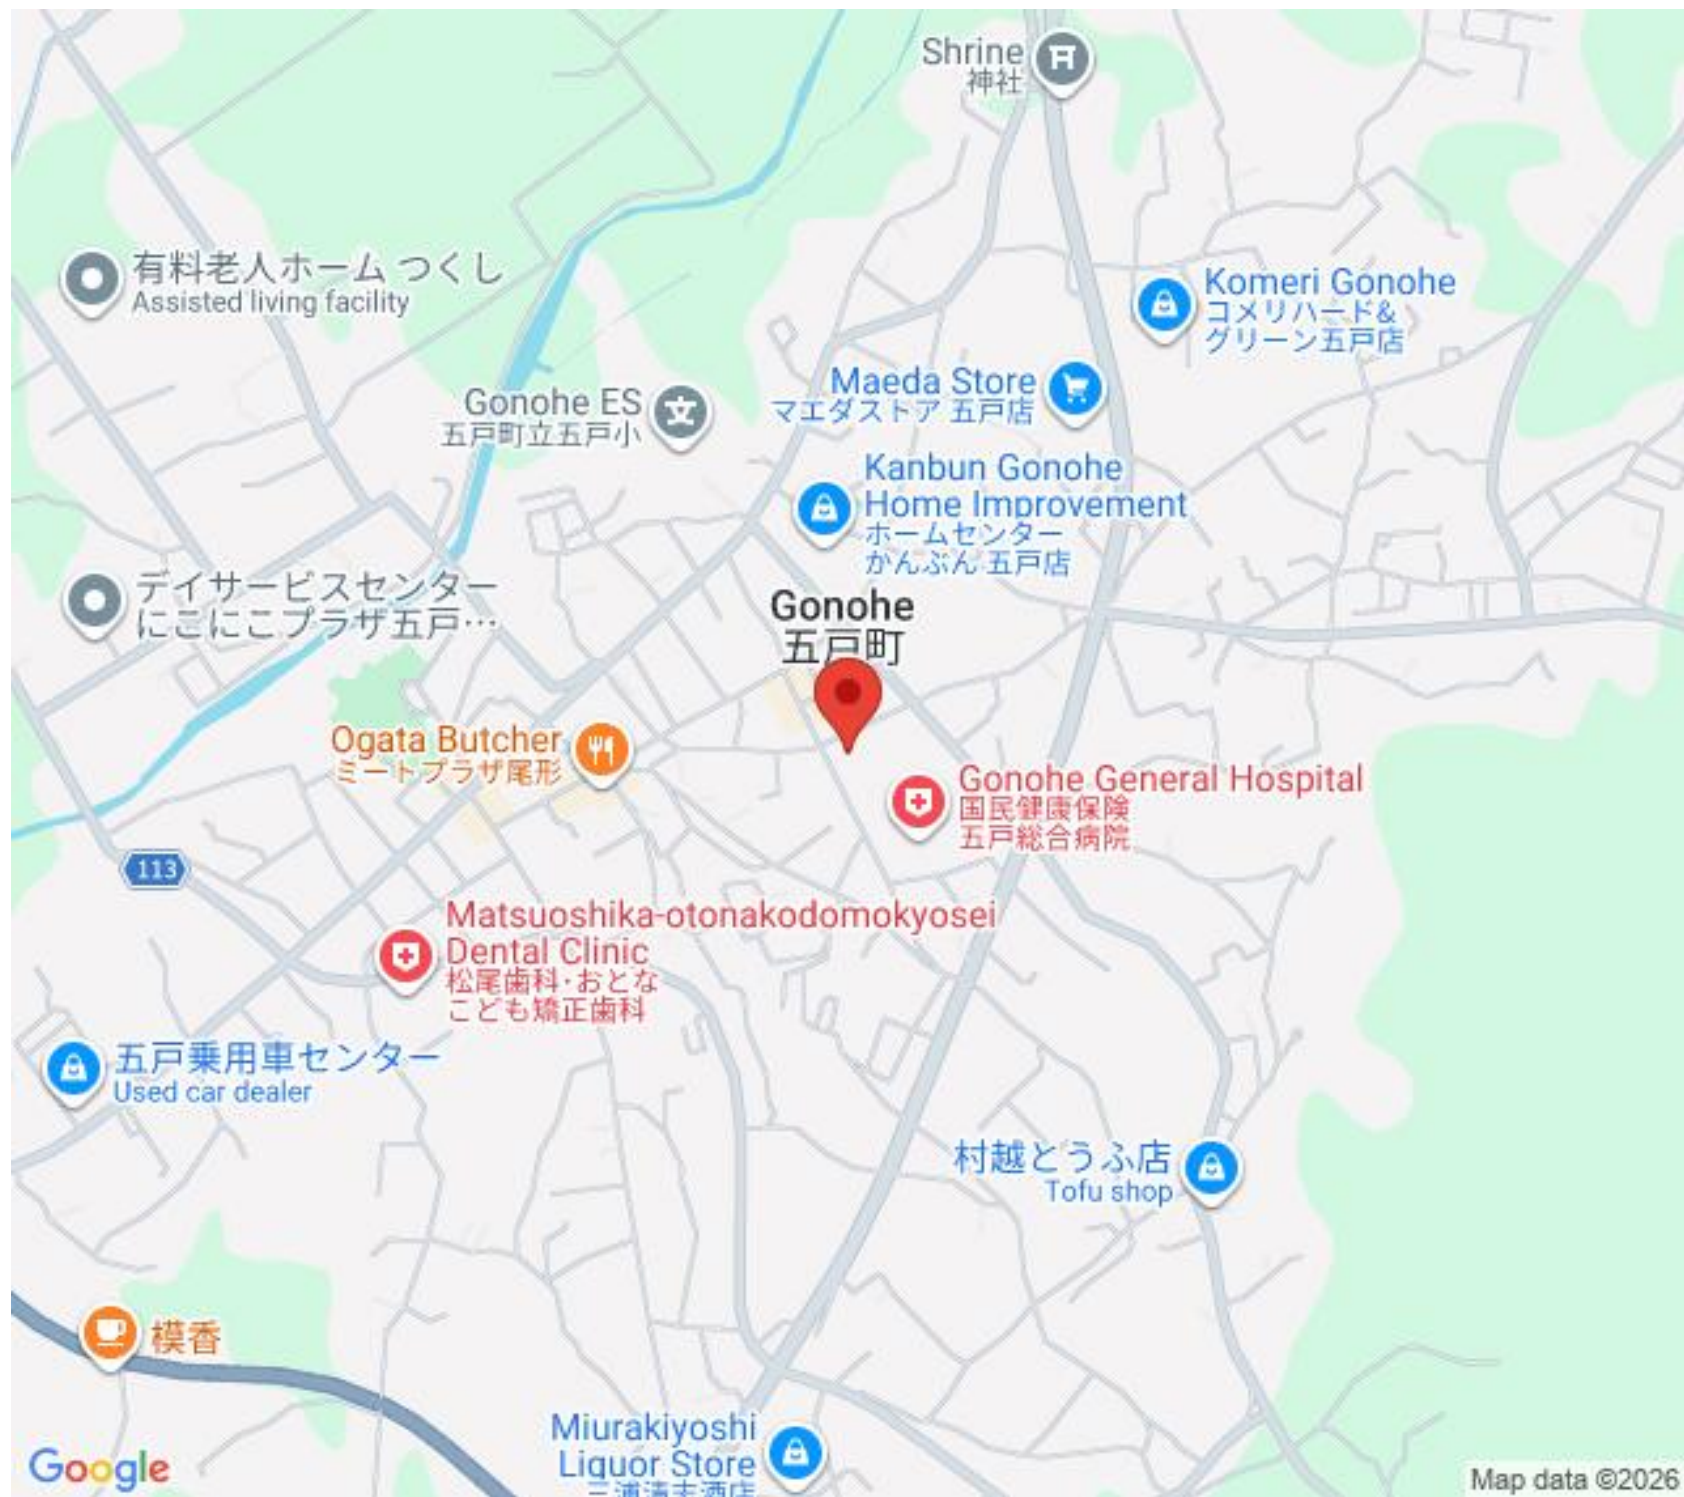 Shrine
神社
有料老人ホーム つくし
Assisted living facility
Komeri Gonohe
コメリハード&
グリーン五戸店
Maeda Store
マエダストア 五戸店
Gonohe ES
五戸町立五戸小
Kanbun Gonohe
Home Improvement
ホームセンター
かんぶん 五戸店
デイサービスセンター
にこにこプラザ五戸…
Gonohe
五戸町
Ogata Butcher
ミートプラザ尾形
Gonohe General Hospital
国民健康保険
五戸総合病院
113
Matsuoshika-otonakodomokyosei
Dental Clinic
松尾歯科・おとな
こども矯正歯科
五戸乗用車センター
Used car dealer
村越とうふ店
Tofu shop
模香
Miurakiyoshi
Liquor Store
三浦清志酒店
Google
Map data ©2026